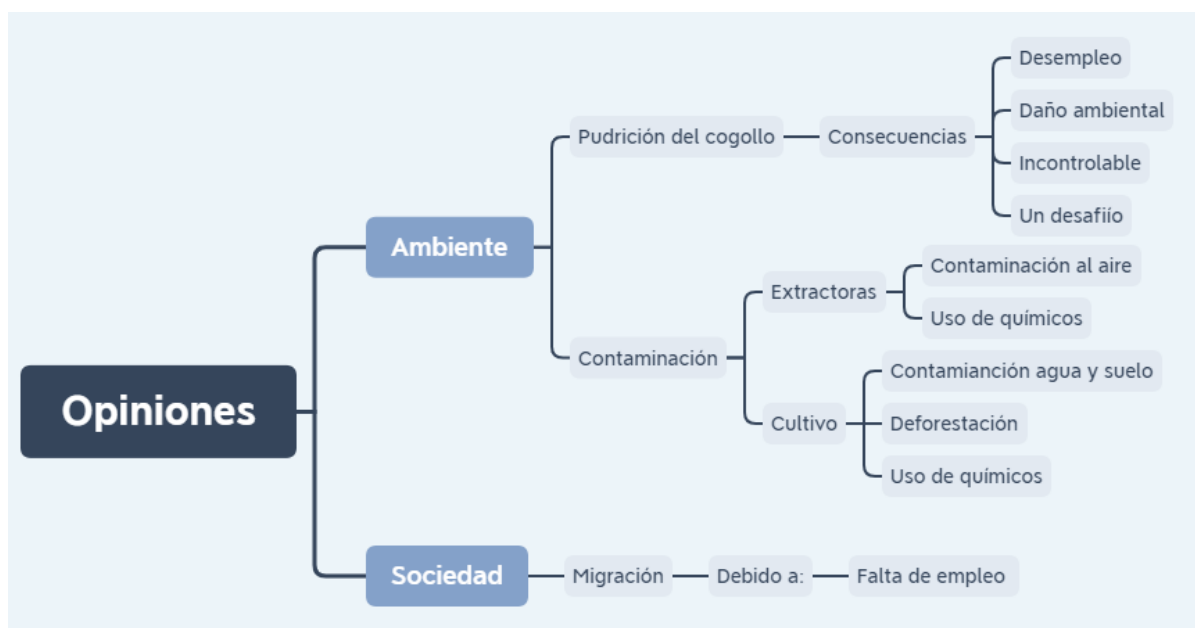 Opiniones
Ambiente
Pudrición del cogollo
Consecuencias
Desempleo
Daño ambiental
Incontrolable
Un desafiío
Contaminación
Extractoras
Contaminación al aire
Uso de químicos
Cultivo
Contamianción agua y suelo
Deforestación
Uso de químicos
Sociedad
Migración
Debido a:
Falta de empleo